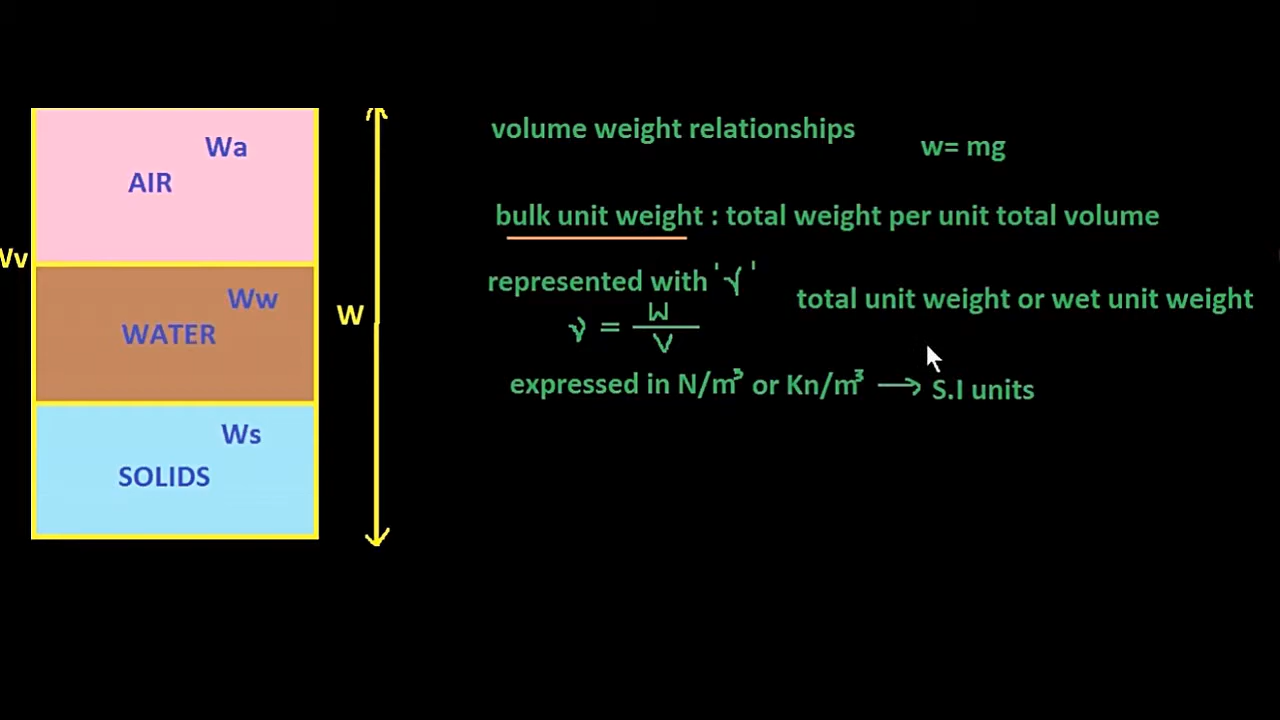 Wa
AIR
Wv
Ww
WATER
Ws
SOLIDS
W
volume weight relationships
w= mg
bulk unit weight : total weight per unit total volume
represented with 'γ'
total unit weight or wet unit weight
γ = W/V
expressed in N/m³ or Kn/m³ → S.I units